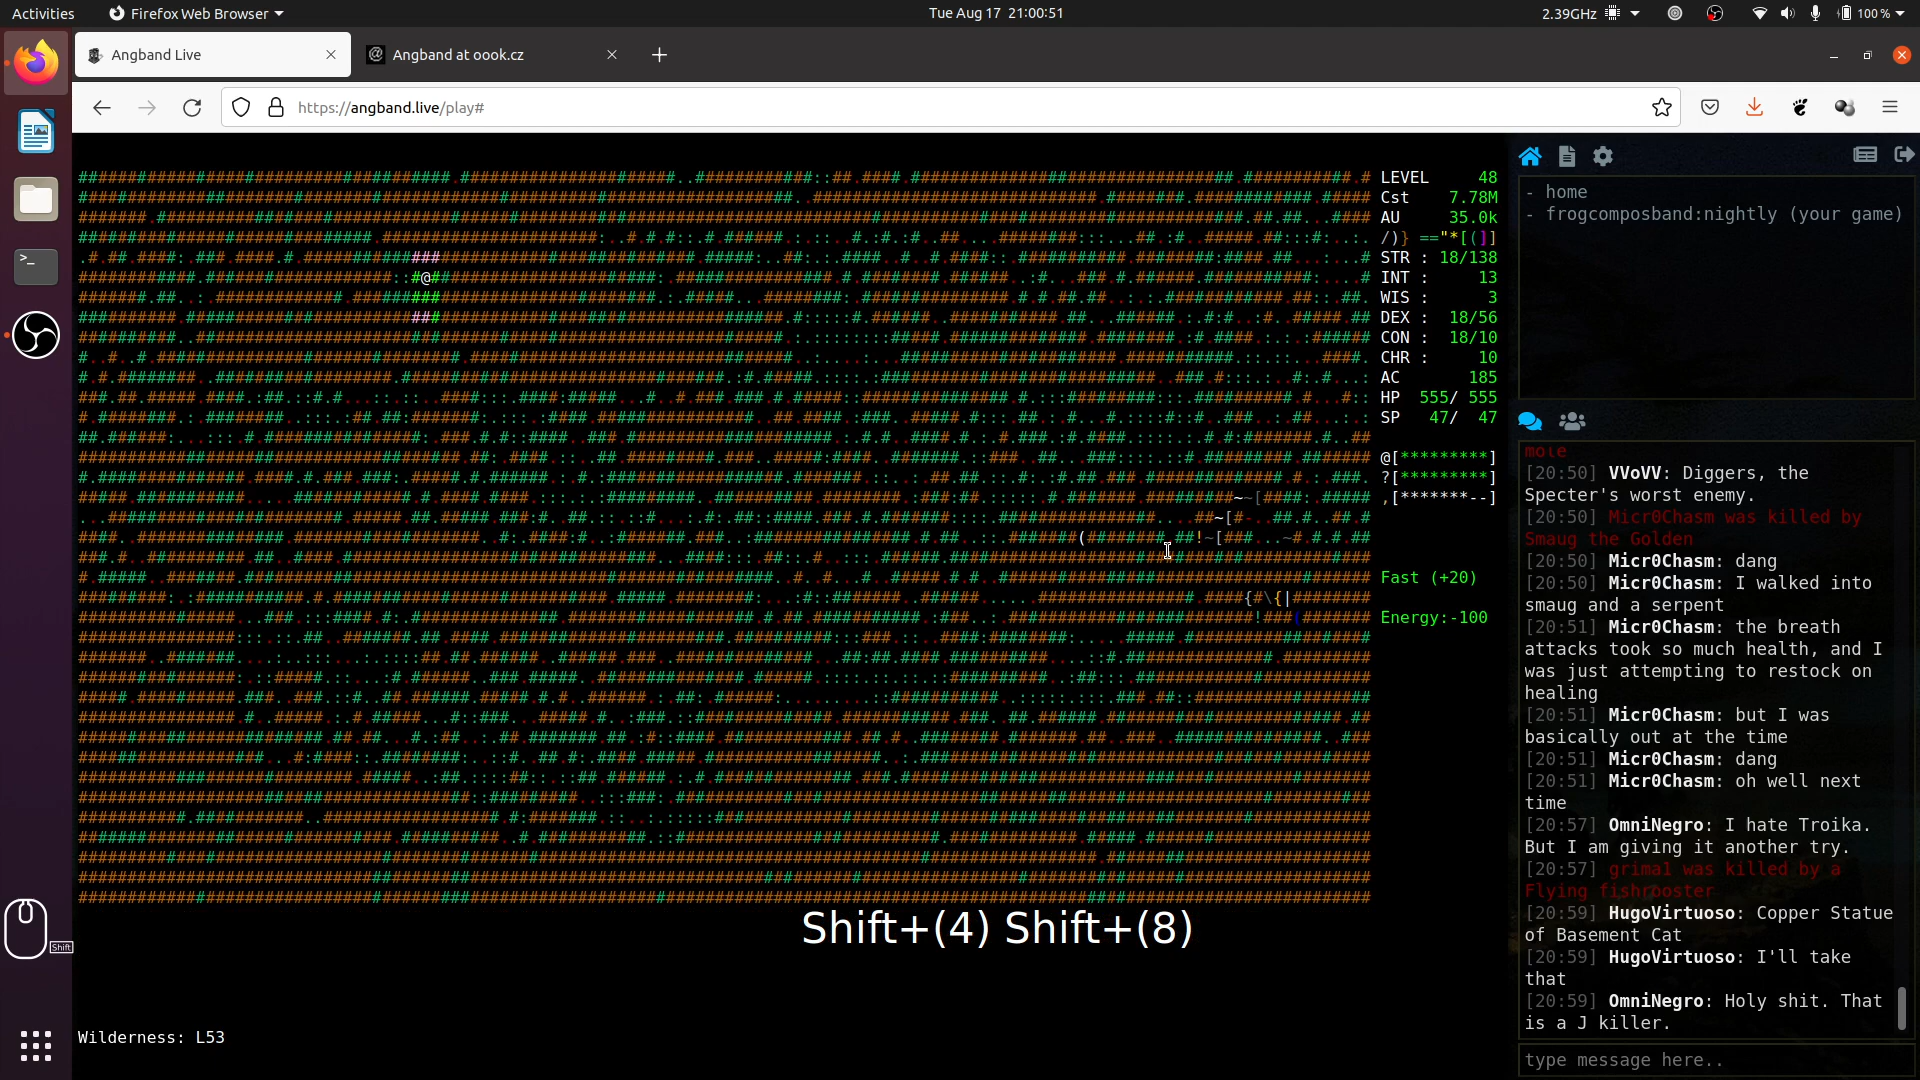 Activities
Firefox Web Browser
Tue Aug 17 21:00:51
2.39GHz
100 %
Angband Live
Angband at oook.cz
https://angband.live/play#
LEVEL 48
Cst 7.78M
AU 35.0k
/)} =="*[(]]
STR : 18/138
INT : 13
WIS : 3
DEX : 18/56
CON : 18/10
CHR : 10
AC 185
HP 555/ 555
SP 47/ 47
@[*********]
?[*********]
,[*******--]
Fast (+20)
Energy:-100
Shift+(4) Shift+(8)
Shift
Wilderness: L53
- home
- frogcomposband:nightly (your game)
mole
[20:50] VVoVV: Diggers, the
Specter's worst enemy.
[20:50] Micr0Chasm was killed by
Smaug the Golden
[20:50] Micr0Chasm: dang
[20:50] Micr0Chasm: I walked into
smaug and a serpent
[20:51] Micr0Chasm: the breath
attacks took so much health, and I
was just attempting to restock on
healing
[20:51] Micr0Chasm: but I was
basically out at the time
[20:51] Micr0Chasm: dang
[20:51] Micr0Chasm: oh well next
time
[20:57] OmniNegro: I hate Troika.
But I am giving it another try.
[20:57] grima1 was killed by a
Flying fishrooster
[20:59] HugoVirtuoso: Copper Statue
of Basement Cat
[20:59] HugoVirtuoso: I'll take
that
[20:59] OmniNegro: Holy shit. That
is a J killer.
type message here..